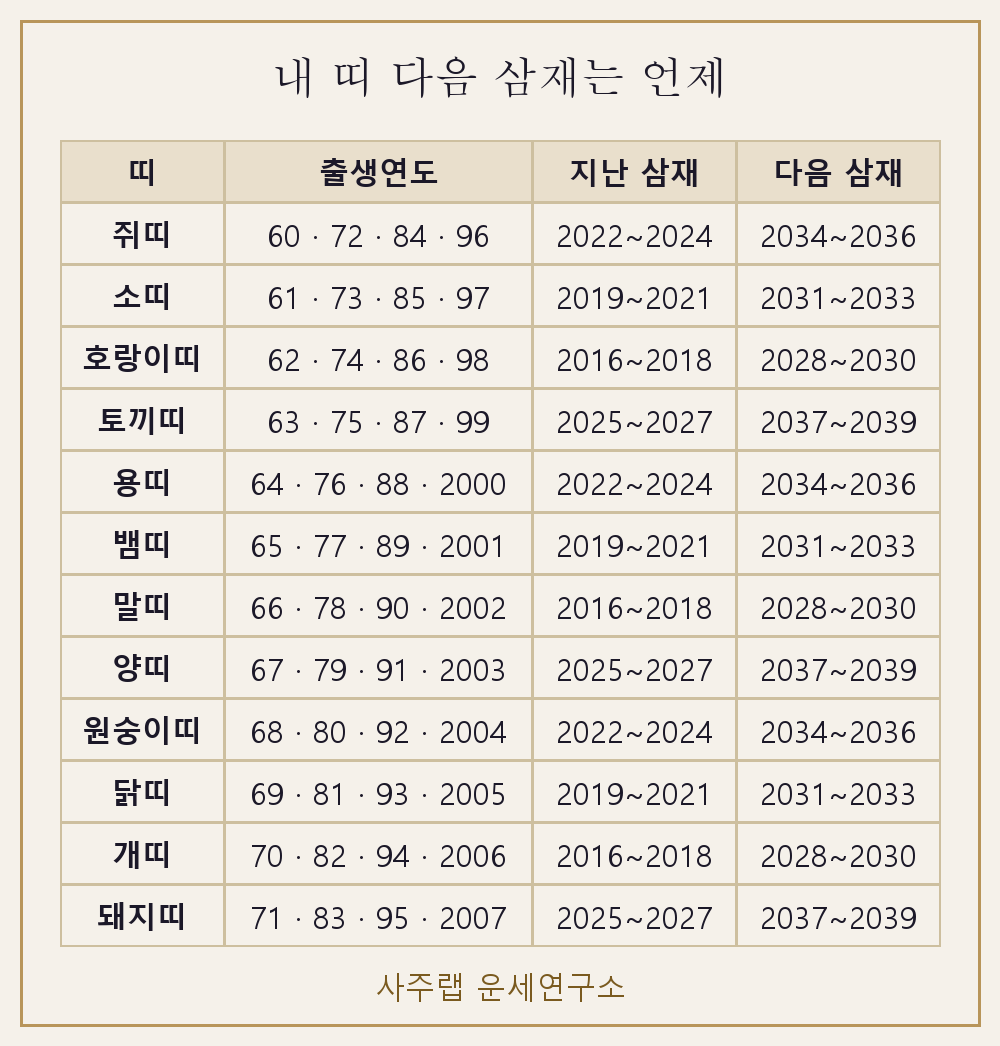 내 띠 다음 삼재는 언제
띠 출생연도 지난 삼재 다음 삼재
쥐띠 60 · 72 · 84 · 96 2022~2024 2034~2036
소띠 61 · 73 · 85 · 97 2019~2021 2031~2033
호랑이띠 62 · 74 · 86 · 98 2016~2018 2028~2030
토끼띠 63 · 75 · 87 · 99 2025~2027 2037~2039
용띠 64 · 76 · 88 · 2000 2022~2024 2034~2036
뱀띠 65 · 77 · 89 · 2001 2019~2021 2031~2033
말띠 66 · 78 · 90 · 2002 2016~2018 2028~2030
양띠 67 · 79 · 91 · 2003 2025~2027 2037~2039
원숭이띠 68 · 80 · 92 · 2004 2022~2024 2034~2036
닭띠 69 · 81 · 93 · 2005 2019~2021 2031~2033
개띠 70 · 82 · 94 · 2006 2016~2018 2028~2030
돼지띠 71 · 83 · 95 · 2007 2025~2027 2037~2039
사주랩 운세연구소